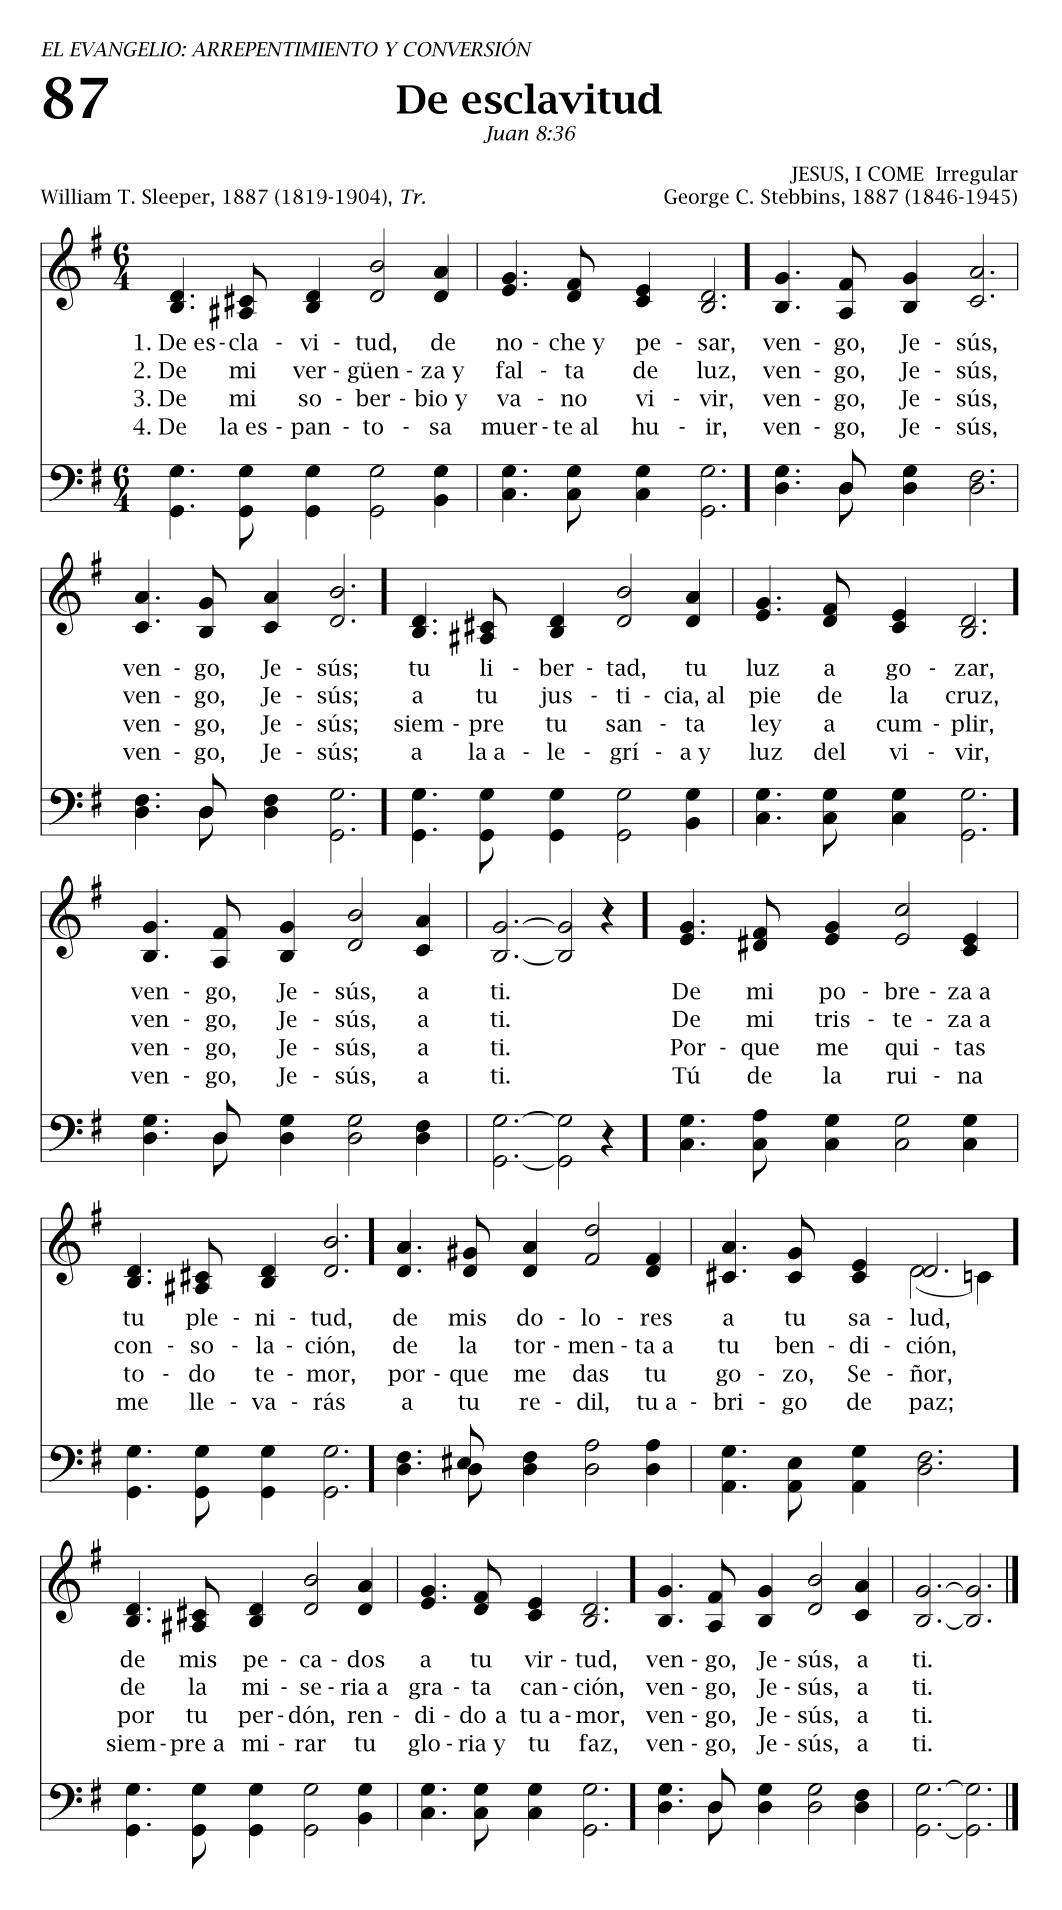 EL EVANGELIO: ARREPENTIMIENTO Y CONVERSIÓN
87
De esclavitud
Juan 8:36
JESUS, I COME  Irregular
William T. Sleeper, 1887 (1819-1904), Tr.
George C. Stebbins, 1887 (1846-1945)
6 4
1. De es - cla - vi - tud, de no - che y pe - sar, ven - go, Je - sús,
2. De mi ver - güen - za y fal - ta de luz, ven - go, Je - sús,
3. De mi so - ber - bio y va - no vi - vir, ven - go, Je - sús,
4. De la es - pan - to - sa muer - te al hu - ir, ven - go, Je - sús,
6 4
ven - go, Je - sús; tu li - ber - tad, tu luz a go - zar,
ven - go, Je - sús; a tu jus - ti - cia, al pie de la cruz,
ven - go, Je - sús; siem - pre tu san - ta ley a cum - plir,
ven - go, Je - sús; a la a - le - grí - a y luz del vi - vir,
ven - go, Je - sús, a ti. De mi po - bre - za a
ven - go, Je - sús, a ti. De mi tris - te - za a
ven - go, Je - sús, a ti. Por - que me qui - tas
ven - go, Je - sús, a ti. Tú de la rui - na
tu ple - ni - tud, de mis do - lo - res a tu sa - lud,
con - so - la - ción, de la tor - men - ta a tu ben - di - ción,
to - do te - mor, por - que me das tu go - zo, Se - ñor,
me lle - va - rás a tu re - dil, tu a - bri - go de paz;
de mis pe - ca - dos a tu vir - tud, ven - go, Je - sús, a ti.
de la mi - se - ria a gra - ta can - ción, ven - go, Je - sús, a ti.
por tu per - dón, ren - di - do a tu a - mor, ven - go, Je - sús, a ti.
siem - pre a mi - rar tu glo - ria y tu faz, ven - go, Je - sús, a ti.